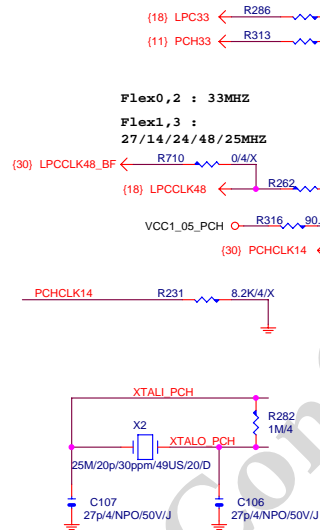 {18} LPC33 R286
{11} PCH33 R313
Flex0,2 : 33MHZ
Flex1,3 :
27/14/24/48/25MHZ
{30} LPCCLK48_BF R710 0/4/X
{18} LPCCLK48 R262
VCC1_05_PCH R316 90.
{30} PCHCLK14
PCHCLK14 R231 8.2K/4/X
XTALI_PCH
R282
1M/4
X2
XTALO_PCH
25M/20p/30ppm/49US/20/D
C107
27p/4/NPO/50V/J
C106
27p/4/NPO/50V/J
Con